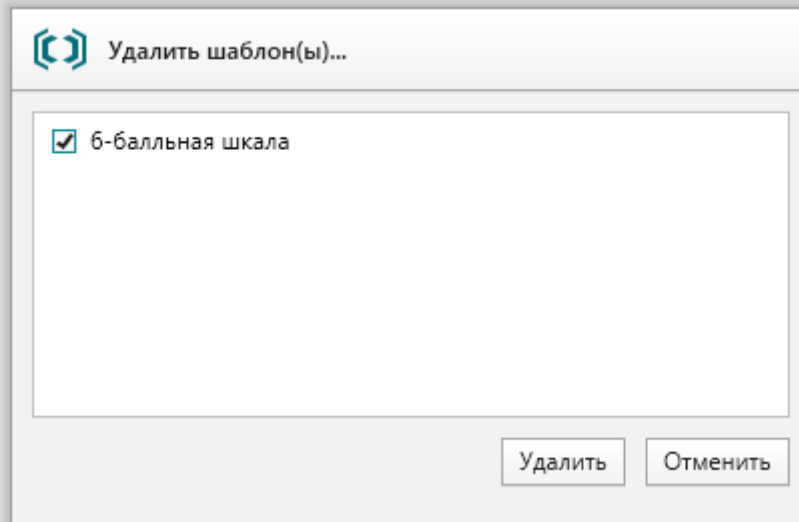 Удалить шаблон(ы)...
6-балльная шкала
Удалить
Отменить